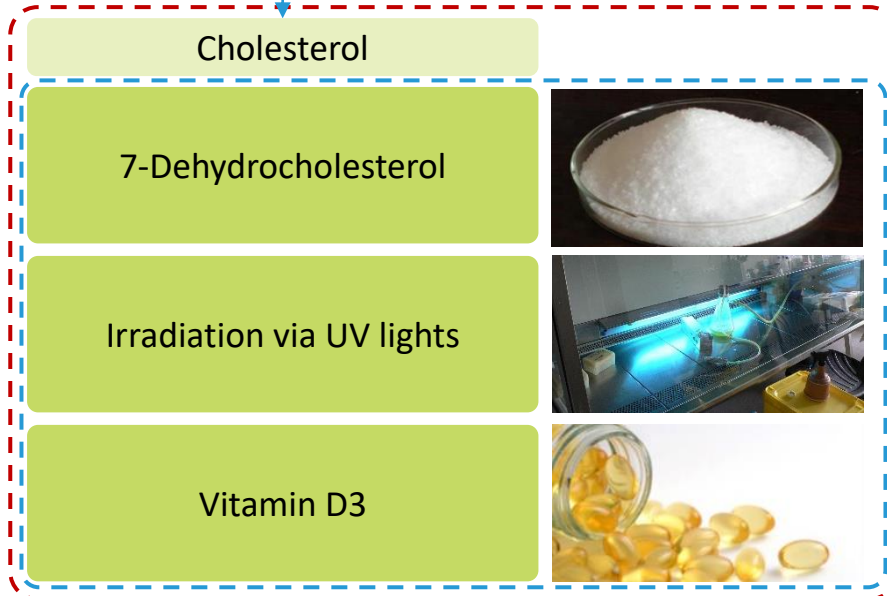 Cholesterol
7-Dehydrocholesterol
Irradiation via UV lights
Vitamin D3